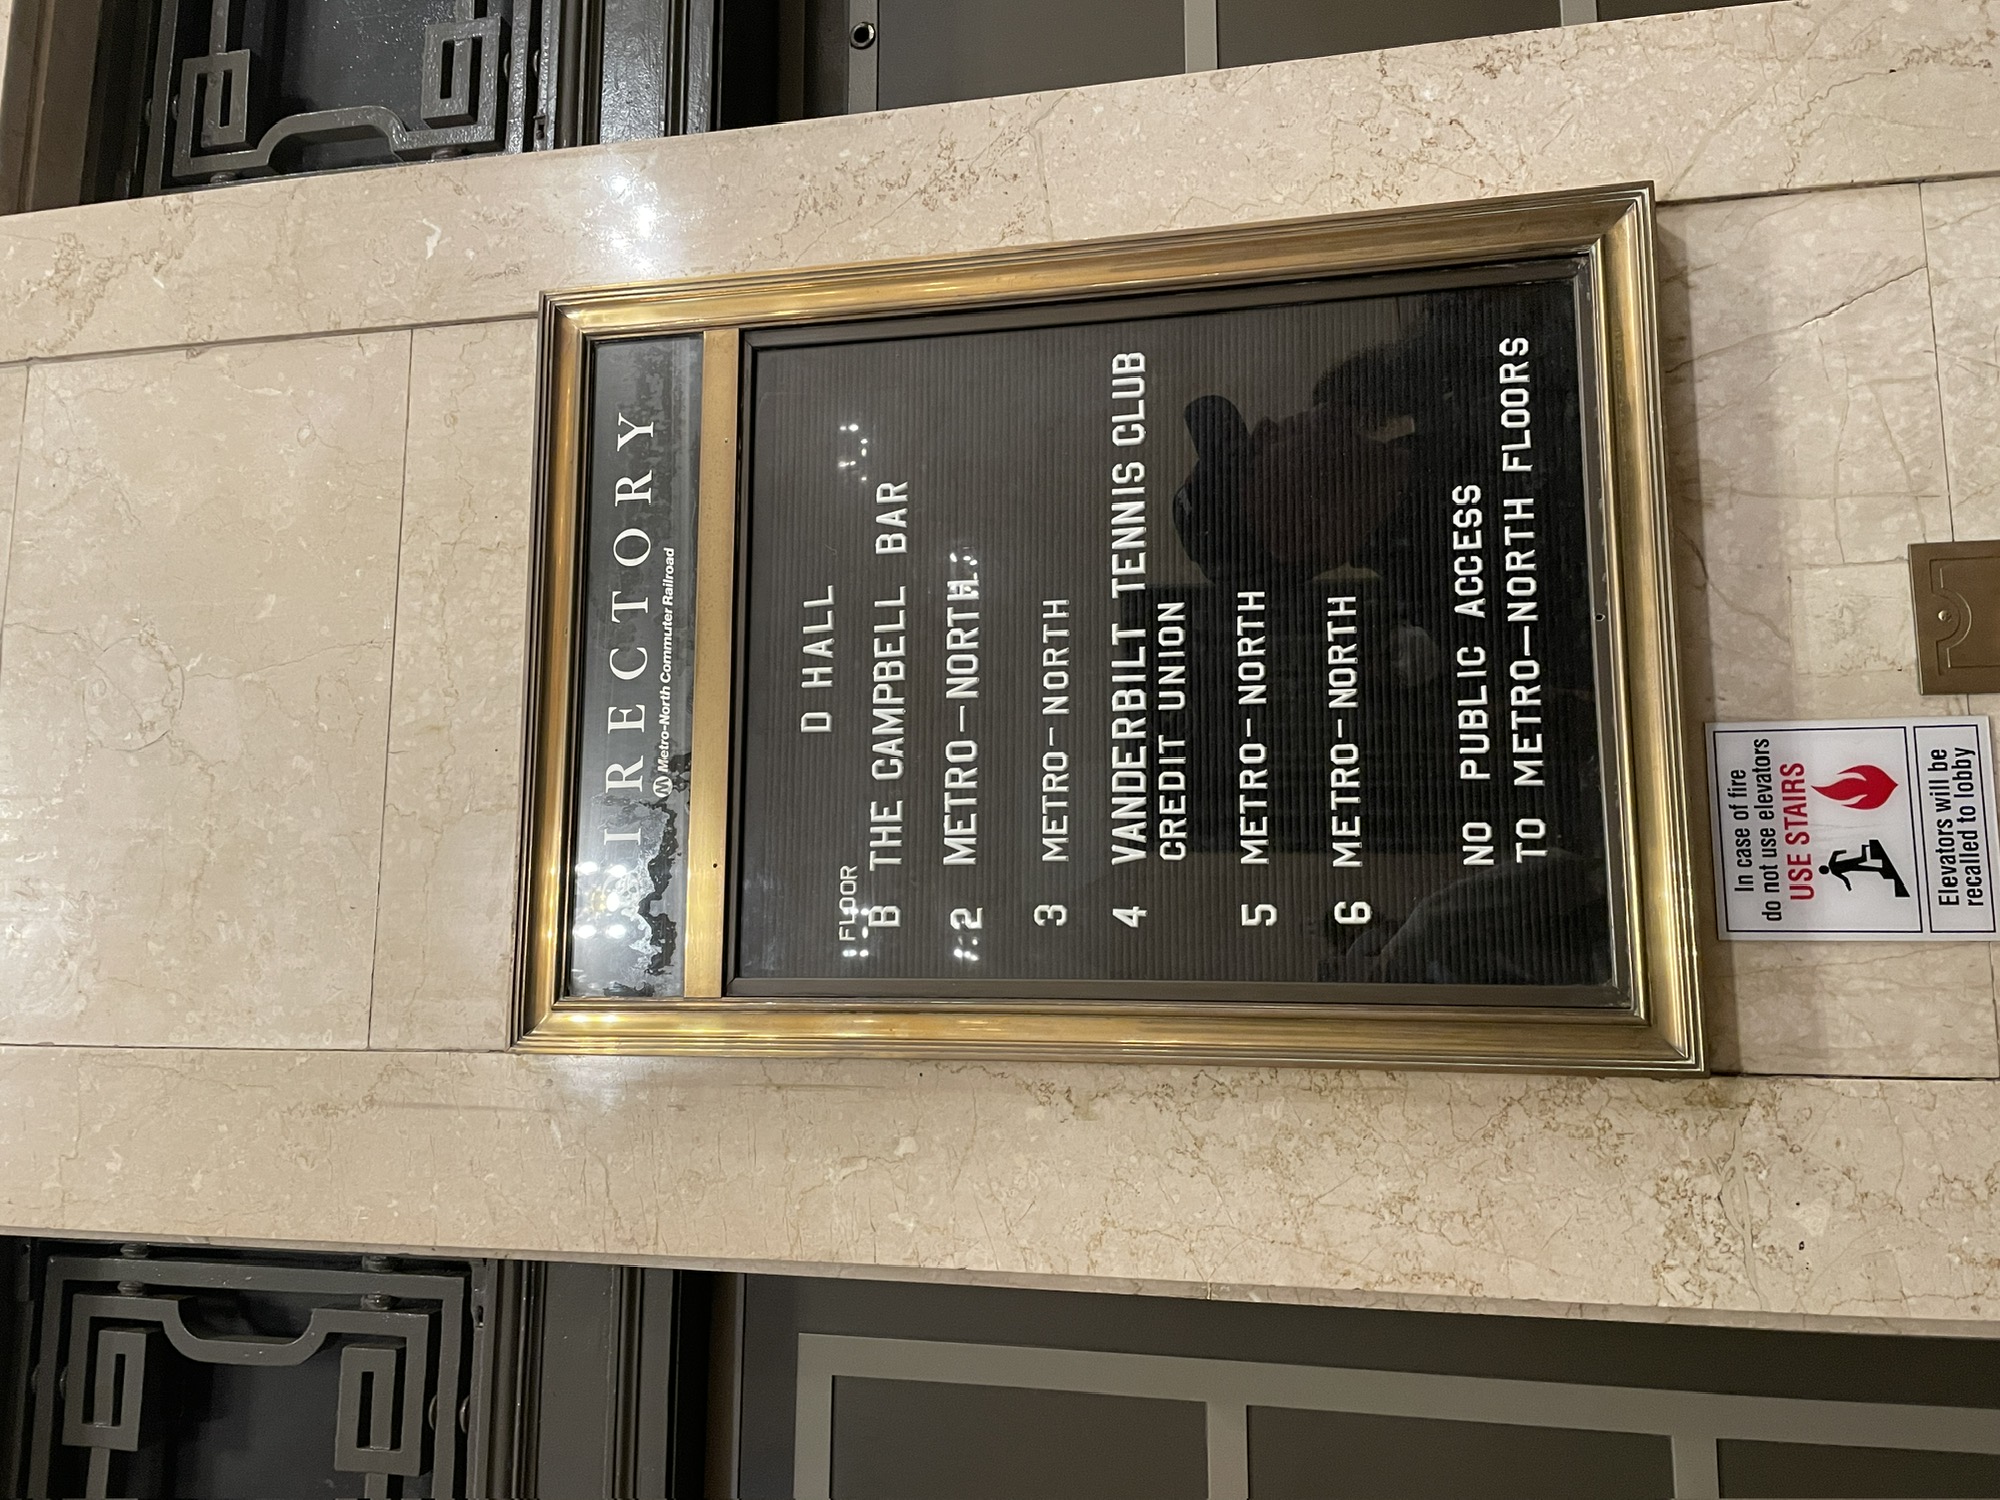 DIRECTORY
Metro-North Commuter Railroad
D HALL
FLOOR
B THE CAMPBELL BAR
2 METRO-NORTH
3 METRO-NORTH
4 VANDERBILT TENNIS CLUB
CREDIT UNION
5 METRO-NORTH
6 METRO-NORTH
NO PUBLIC ACCESS
TO METRO-NORTH FLOORS
In case of fire
do not use elevators
USE STAIRS
Elevators will be
recalled to lobby